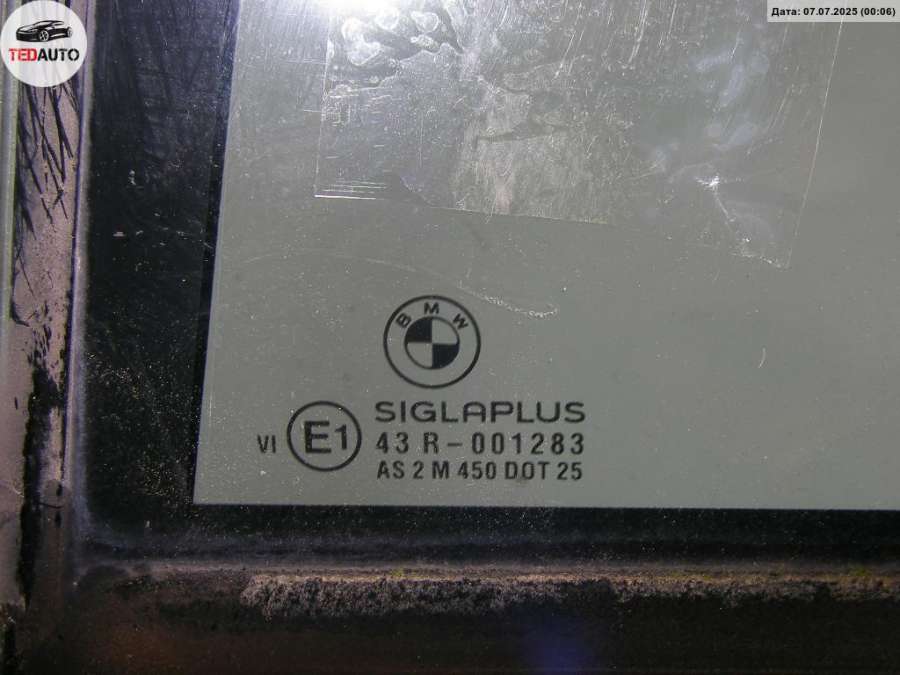 TEDAUTO
Дата: 07.07.2025 (00:06)
BMW
SIGLAPLUS
VI E1 43 R-001283
AS 2 M 450 DOT 25